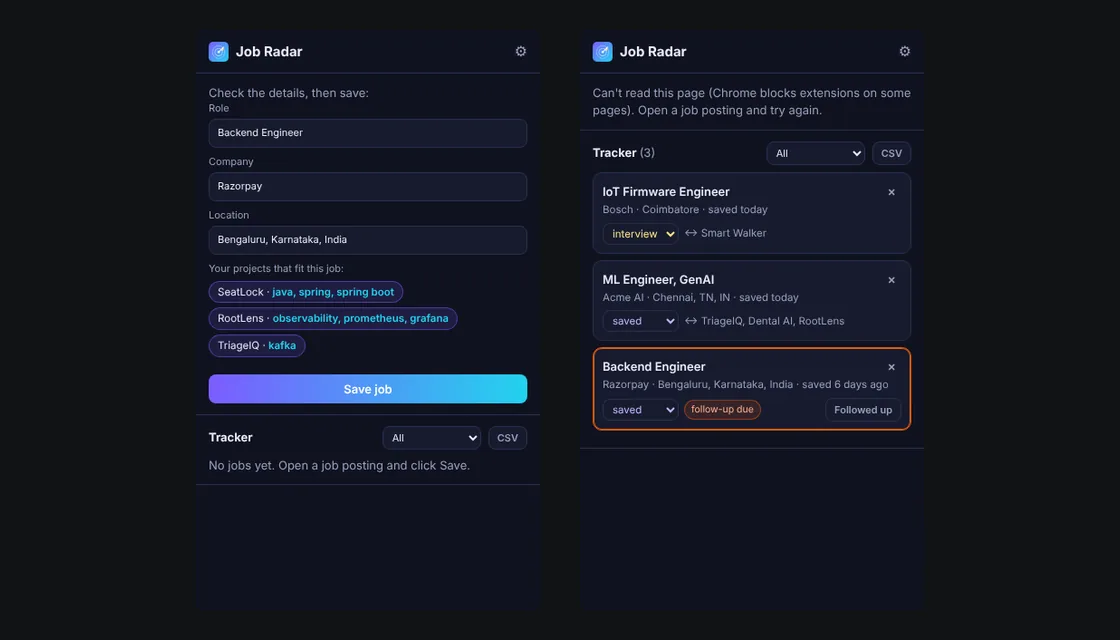 Job Radar
Check the details, then save:
Role
Backend Engineer
Company
Razorpay
Location
Bengaluru, Karnataka, India
Your projects that fit this job:
SeatLock · java, spring, spring boot
RootLens · observability, prometheus, grafana
TriageIQ · kafka
Save job
Tracker
All
CSV
No jobs yet. Open a job posting and click Save.
Job Radar
Can't read this page (Chrome blocks extensions on some
pages). Open a job posting and try again.
Tracker (3)
All
CSV
IoT Firmware Engineer
Bosch · Coimbatore · saved today
interview
↔ Smart Walker
ML Engineer, GenAI
Acme AI · Chennai, TN, IN · saved today
saved
↔ TriageIQ, Dental AI, RootLens
Backend Engineer
Razorpay · Bengaluru, Karnataka, India · saved 6 days ago
saved
follow-up due
Followed up